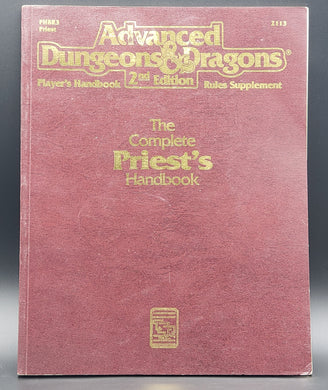 PHBR3
Priest
2113
Advanced
Dungeons & Dragons®
2nd Edition
Player's Handbook
Rules Supplement
The
Complete
Priest's
Handbook